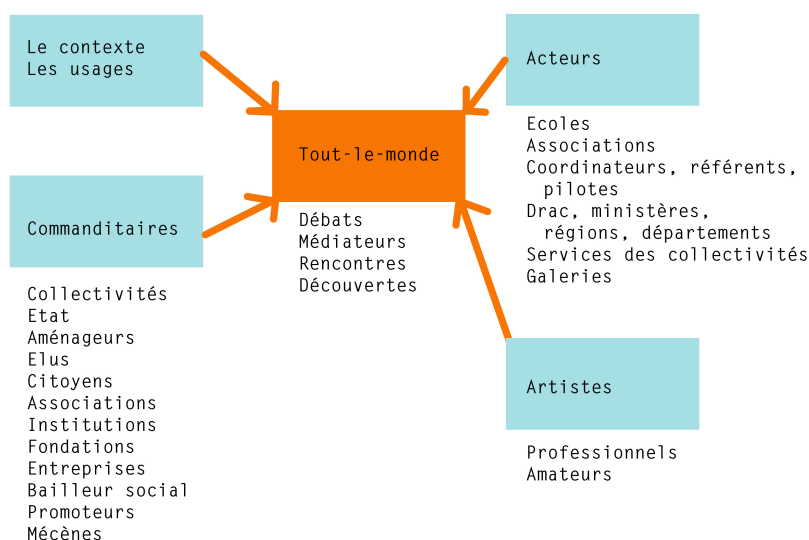 Le contexte
Les usages
Commanditaires
Collectivités
Etat
Aménageurs
Elus
Citoyens
Associations
Institutions
Fondations
Entreprises
Bailleur social
Promoteurs
Mécènes
Tout-le-monde
Débats
Médiateurs
Rencontres
Découvertes
Acteurs
Ecoles
Associations
Coordinateurs, référents,
pilotes
Drac, ministères,
régions, départements
Services des collectivités
Galeries
Artistes
Professionnels
Amateurs